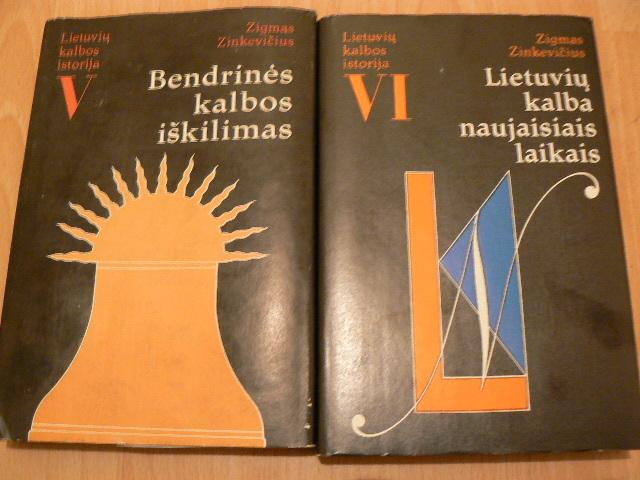 Lietuvių
kalbos
istorija
V
Zigmas
Zinkevičius
Bendrinės
kalbos
iškilimas
Lietuvių
kalbos
istorija
VI
Zigmas
Zinkevičius
Lietuvių
kalba
naujaisiais
laikais